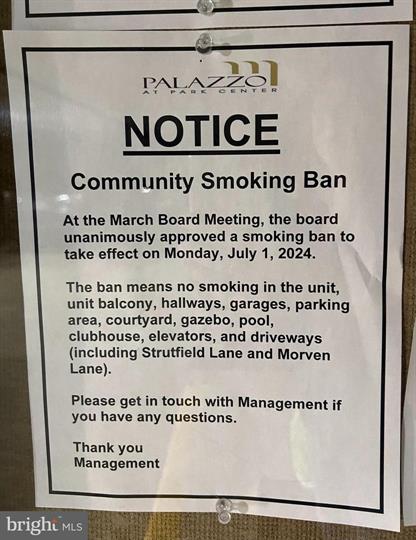 PALAZZO
AT PARK CENTER
NOTICE
Community Smoking Ban
At the March Board Meeting, the board
unanimously approved a smoking ban to
take effect on Monday, July 1, 2024.
The ban means no smoking in the unit,
unit balcony, hallways, garages, parking
area, courtyard, gazebo, pool,
clubhouse, elevators, and driveways
(including Strutfield Lane and Morven
Lane).
Please get in touch with Management if
you have any questions.
Thank you
Management
bright MLS